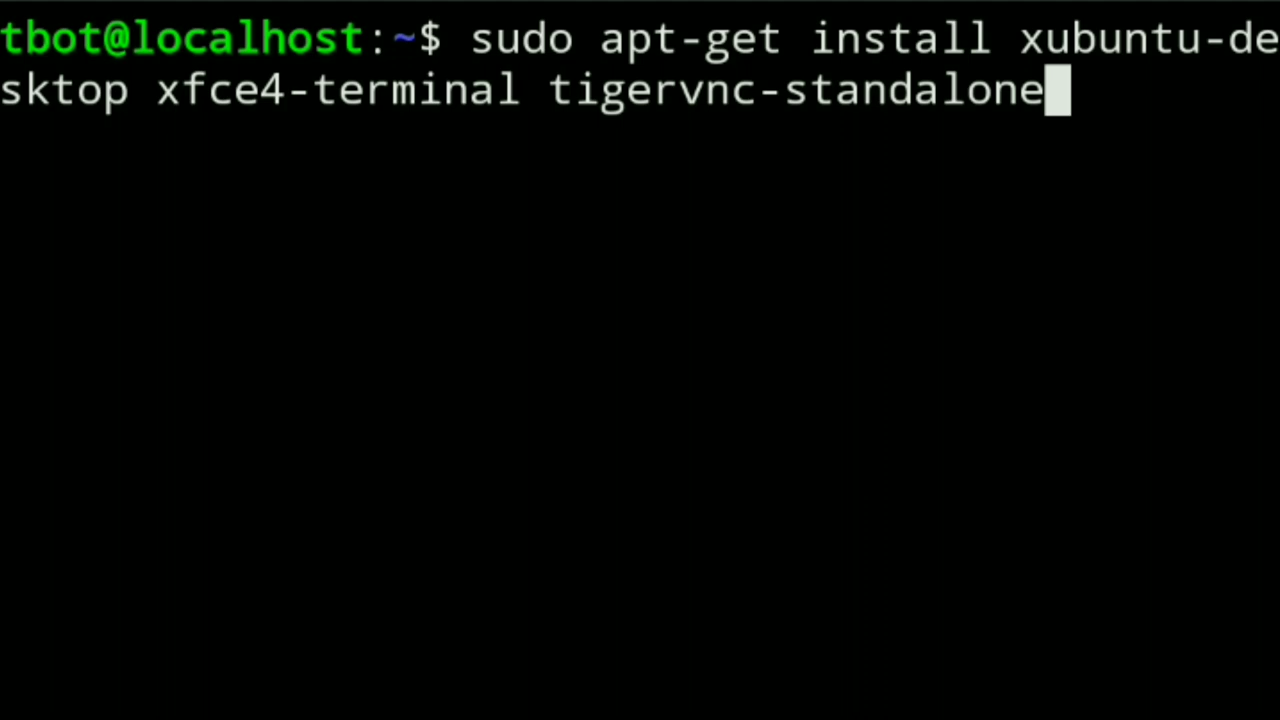 tbot@localhost:~$ sudo apt-get install xubuntu-de
sktop xfce4-terminal tigervnc-standalone